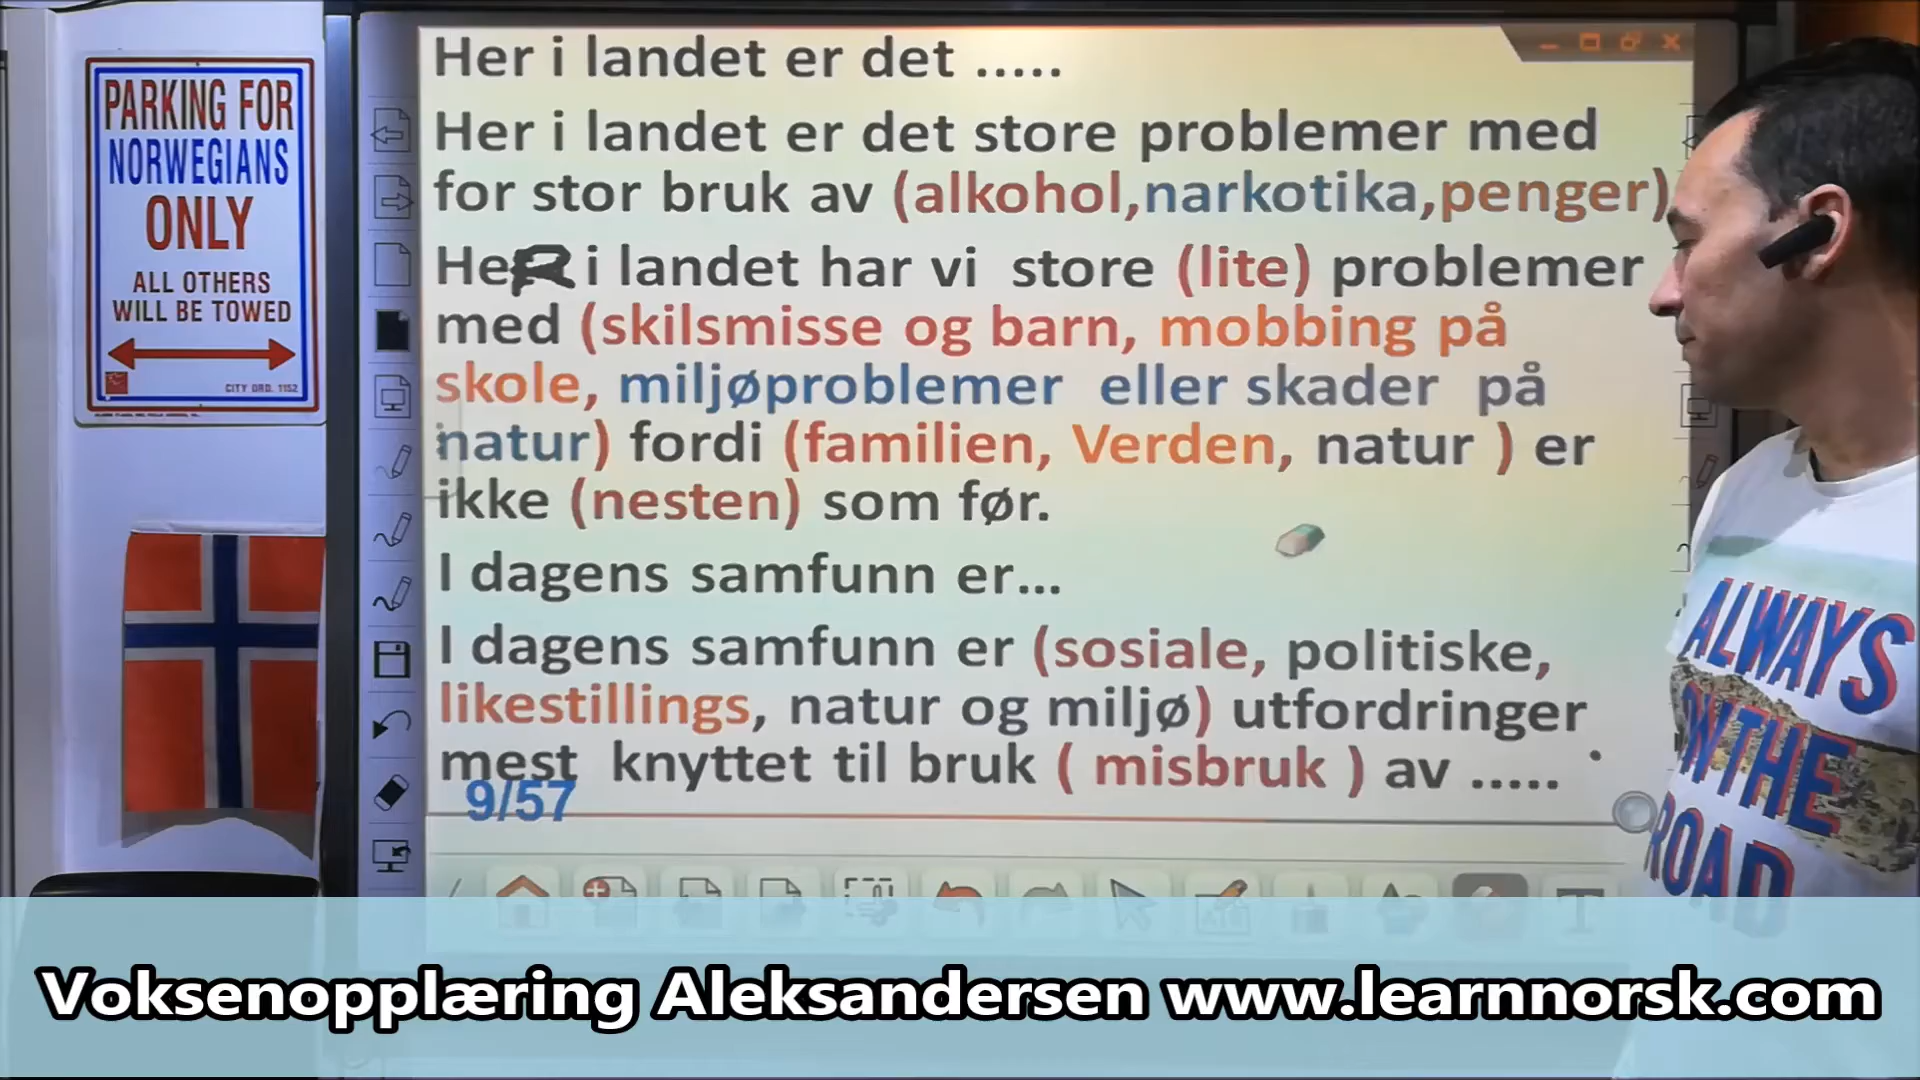 PARKING FOR
NORWEGIANS
ONLY
ALL OTHERS
WILL BE TOWED
CITY ORD. 1152
Her i landet er det .....
Her i landet er det store problemer med
for stor bruk av (alkohol,narkotika,penger)
HeR i landet har vi store (lite) problemer
med (skilsmisse og barn, mobbing på
skole, miljøproblemer eller skader på
natur) fordi (familien, Verden, natur ) er
ikke (nesten) som før.
I dagens samfunn er...
I dagens samfunn er (sosiale, politiske,
likestillings, natur og miljø) utfordringer
mest knyttet til bruk ( misbruk ) av .....
9/57
ALWAYS
ON THE
ROAD
Voksenopplæring Aleksandersen www.learnnorsk.com